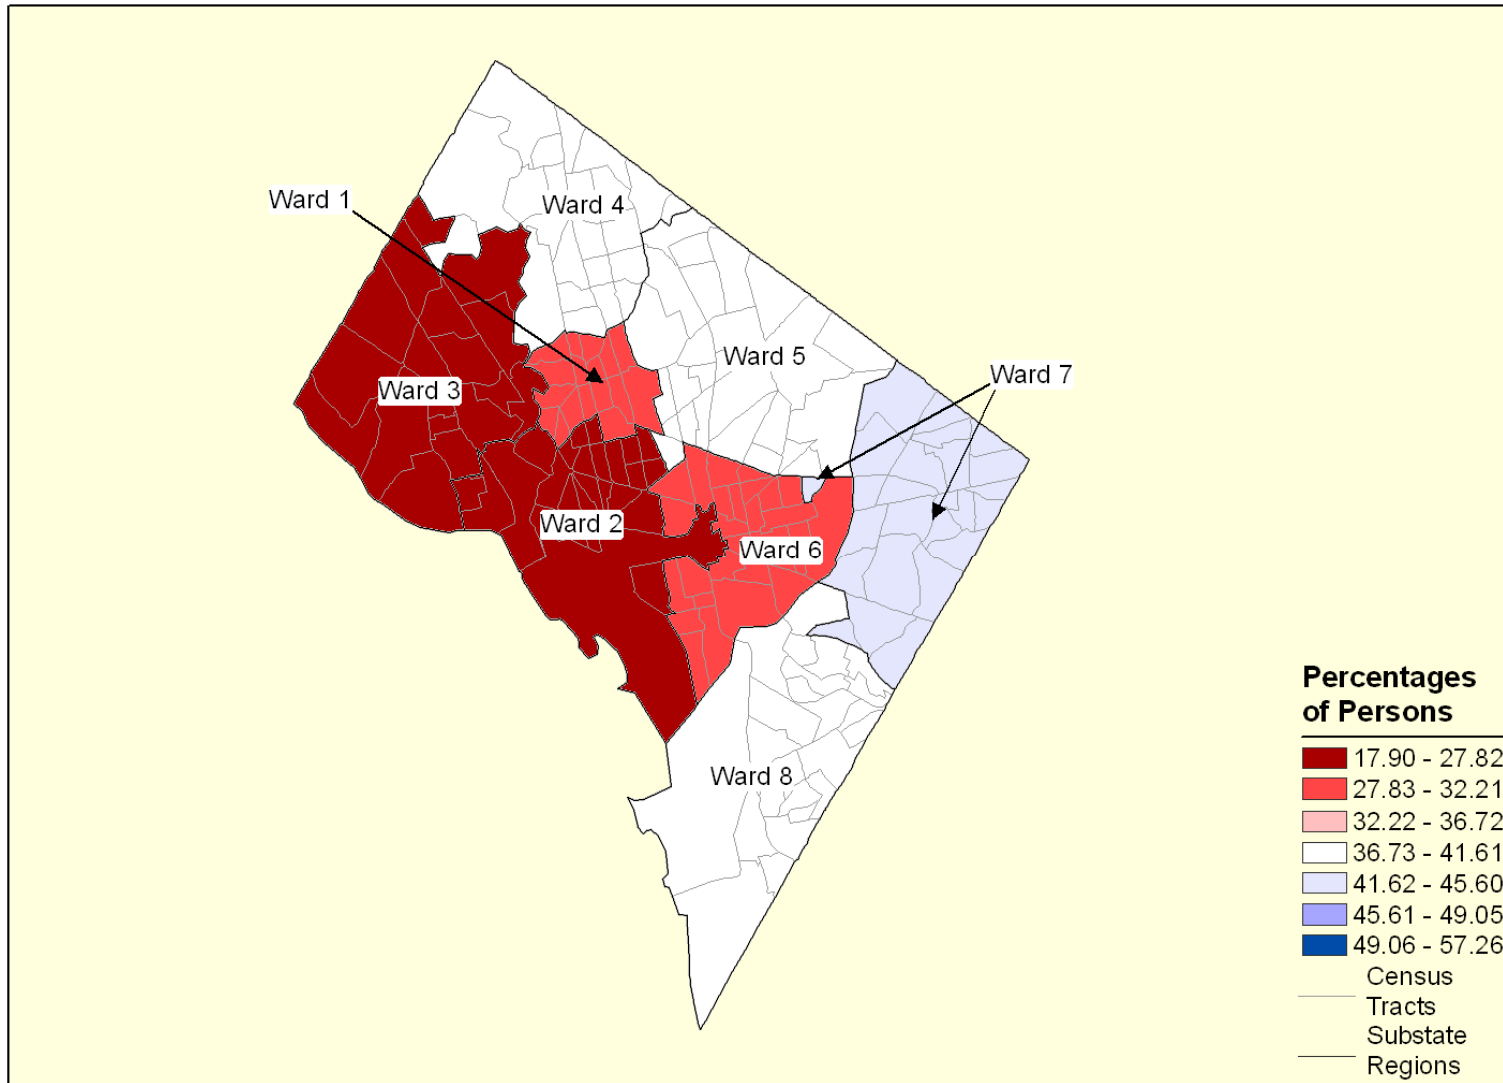 Ward 1
Ward 4
Ward 5
Ward 7
Ward 3
Ward 2
Ward 6
Ward 8
Percentages
of Persons
17.90 - 27.82
27.83 - 32.21
32.22 - 36.72
36.73 - 41.61
41.62 - 45.60
45.61 - 49.05
49.06 - 57.26
Census
Tracts
Substate
Regions